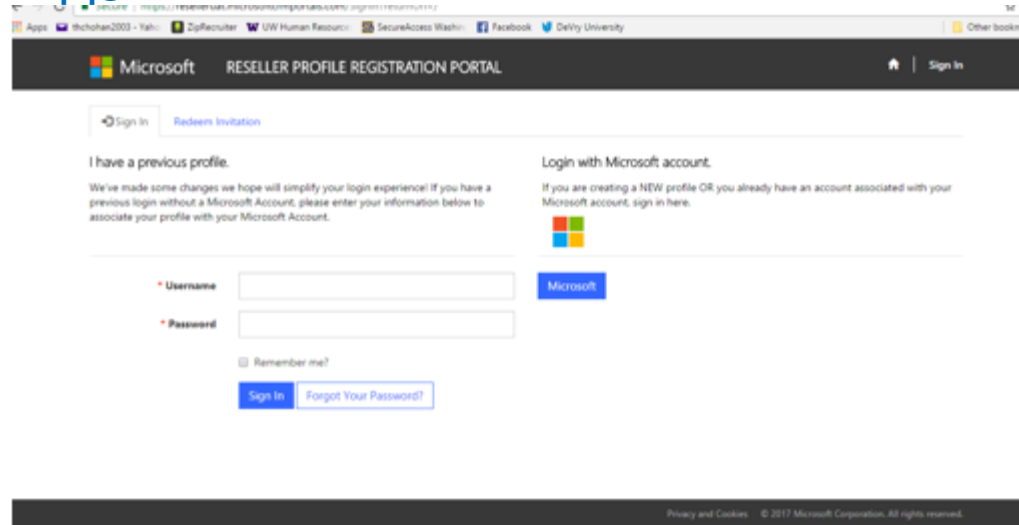 Apps thchohan2003 - Yaho ZipRecruiter UW Human Resource SecureAccess Washin Facebook DeVry University Other bookm
Microsoft RESELLER PROFILE REGISTRATION PORTAL Sign In
Sign In Redeem Invitation
I have a previous profile.
We've made some changes we hope will simplify your login experience! If you have a
previous login without a Microsoft Account, please enter your information below to
associate your profile with your Microsoft Account.
Login with Microsoft account.
If you are creating a NEW profile OR you already have an account associated with your
Microsoft account, sign in here.
* Username
* Password
Remember me?
Sign In Forgot Your Password?
Microsoft
Privacy and Cookies © 2017 Microsoft Corporation. All rights reserved.